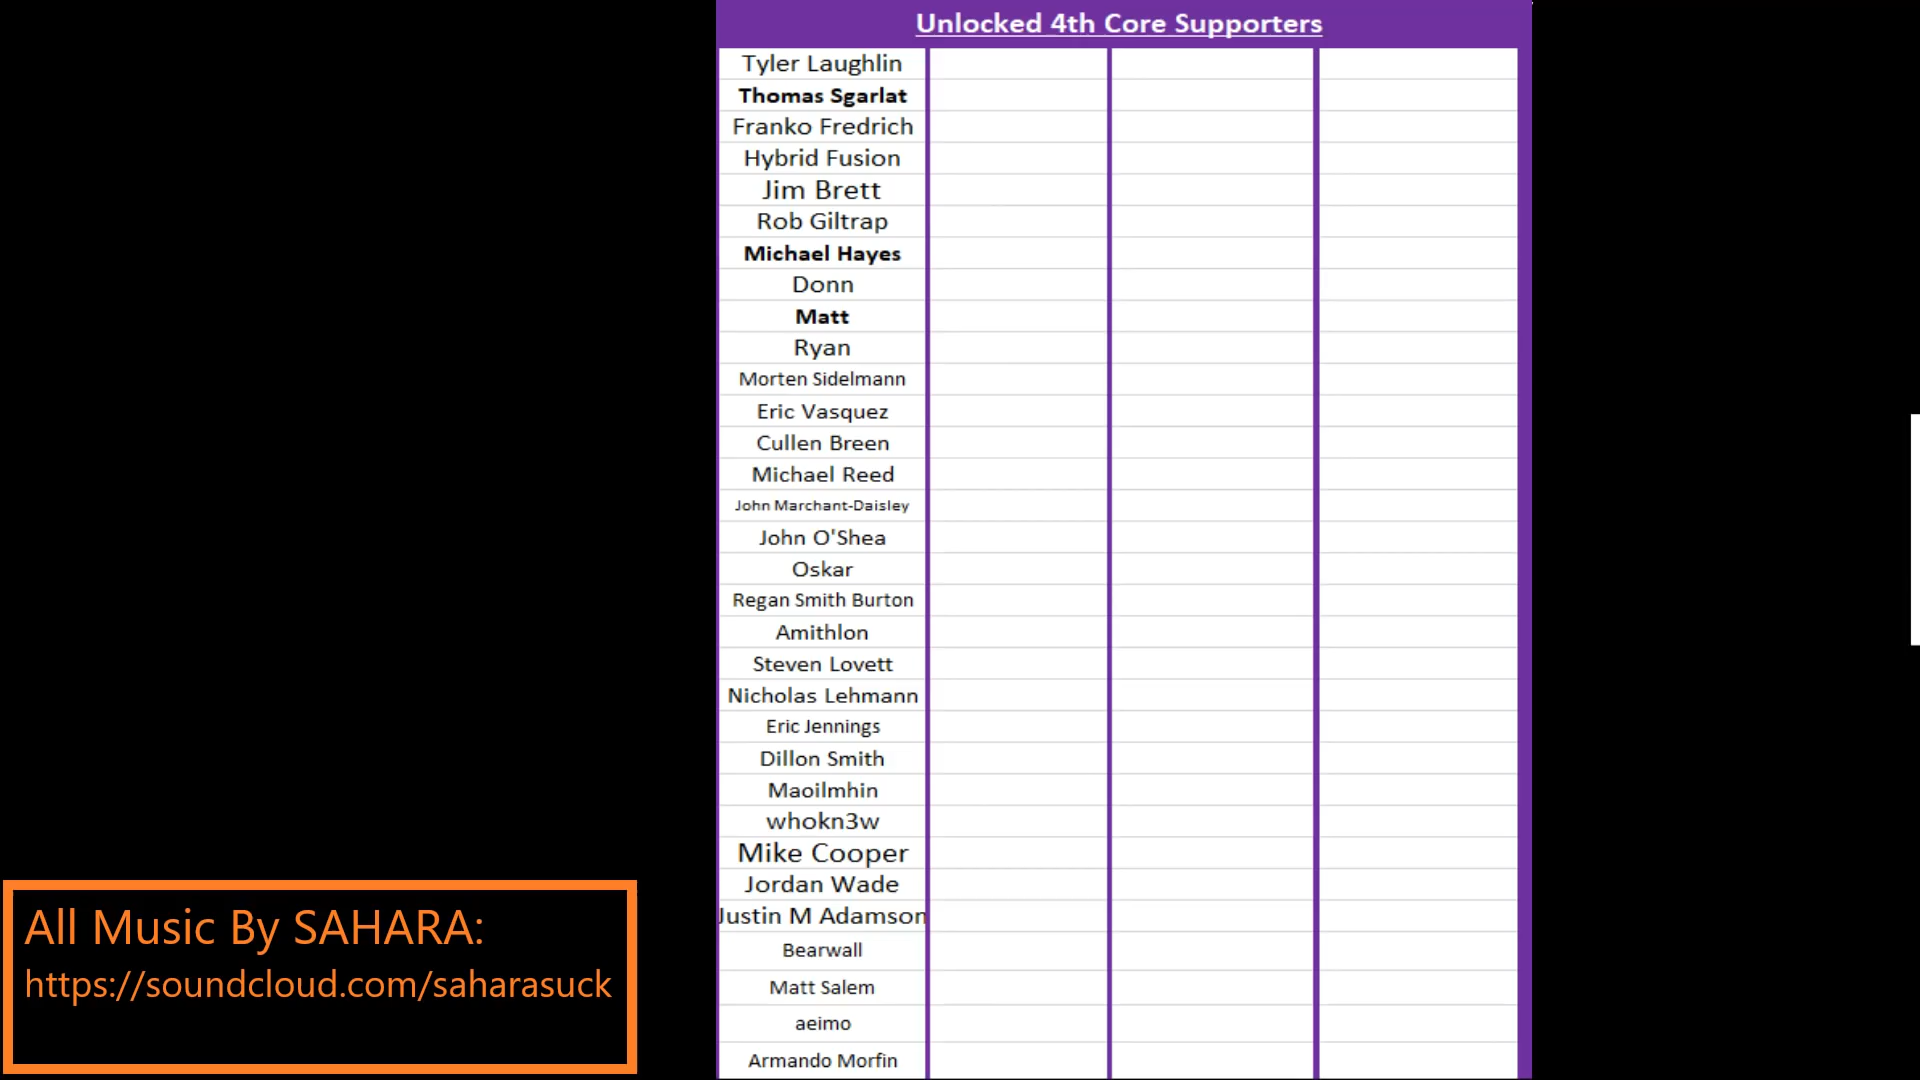 Unlocked 4th Core Supporters
Tyler Laughlin
Thomas Sgarlat
Franko Fredrich
Hybrid Fusion
Jim Brett
Rob Giltrap
Michael Hayes
Donn
Matt
Ryan
Morten Sidelmann
Eric Vasquez
Cullen Breen
Michael Reed
John Marchant-Daisley
John O'Shea
Oskar
Regan Smith Burton
Amithlon
Steven Lovett
Nicholas Lehmann
Eric Jennings
Dillon Smith
Maoilmhin
whokn3w
Mike Cooper
Jordan Wade
Justin M Adamson
Bearwall
Matt Salem
aeimo
Armando Morfin
All Music By SAHARA:
https://soundcloud.com/saharasuck